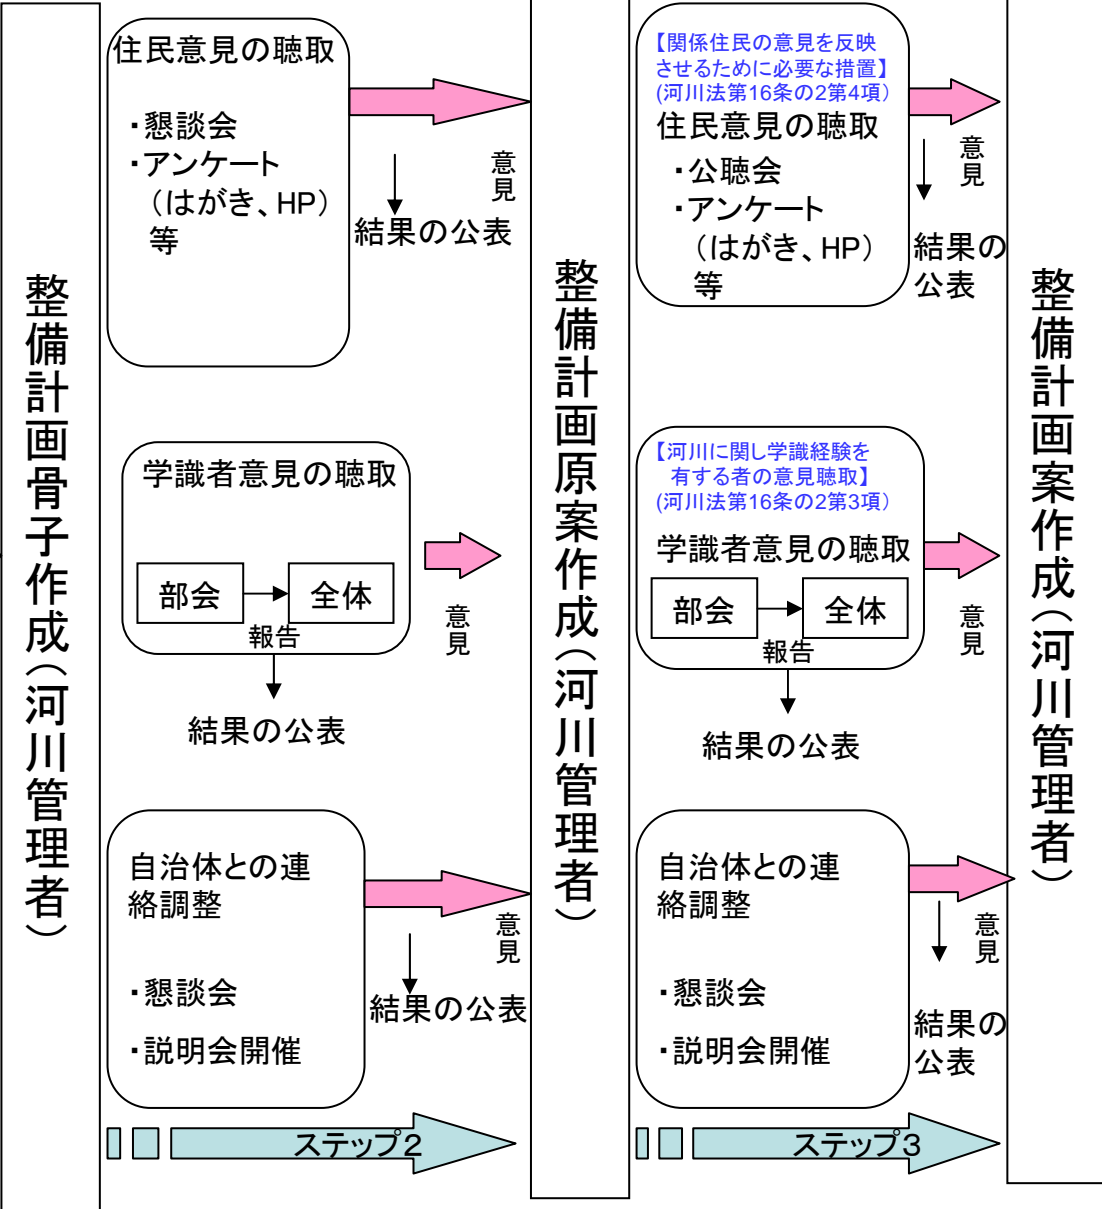 整備計画骨子作成（河川管理者）
住民意見の聴取
・懇談会
・アンケート
（はがき、HP）
等
意見
結果の公表
学識者意見の聴取
部会
全体
報告
意見
結果の公表
自治体との連
絡調整
・懇談会
・説明会開催
意見
結果の公表
ステップ２
整備計画原案作成（河川管理者）
【関係住民の意見を反映
させるために必要な措置】
(河川法第16条の2第4項）
住民意見の聴取
・公聴会
・アンケート
（はがき、HP）
等
意見
結果の
公表
【河川に関し学識経験を
有する者の意見聴取】
(河川法第16条の2第3項）
学識者意見の聴取
部会
全体
報告
意見
結果の公表
自治体との連
絡調整
・懇談会
・説明会開催
意見
結果の
公表
ステップ３
整備計画案作成（河川管理者）